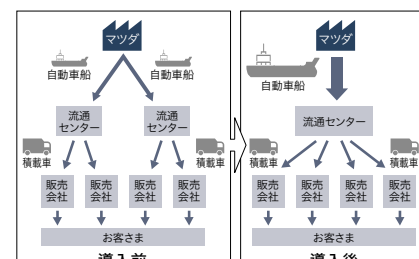 マツダ
自動車船
自動車船
流通
センター
流通
センター
積載車
積載車
販売
会社
販売
会社
販売
会社
販売
会社
お客さま
導入前
マツダ
自動車船
流通センター
積載車
積載車
販売
会社
販売
会社
販売
会社
販売
会社
お客さま
導入後